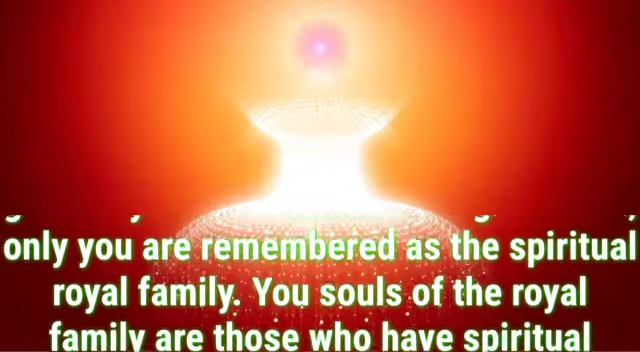 only you are remembered as the spiritual
royal family. You souls of the royal
family are those who have spiritual